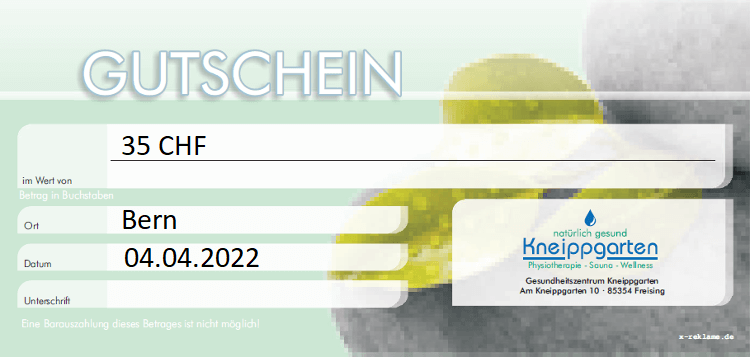 GUTSCHEIN
35 CHF
im Wert von
Betrag in Buchstaben
Ort Bern
Datum 04.04.2022
Unterschrift
Eine Barauszahlung dieses Betrages ist nicht möglich!
natürlich gesund
Kneippgarten
Physiotherapie - Sauna - Wellness
Gesundheitszentrum Kneippgarten
Am Kneippgarten 10 · 85354 Freising
x-reklame.de